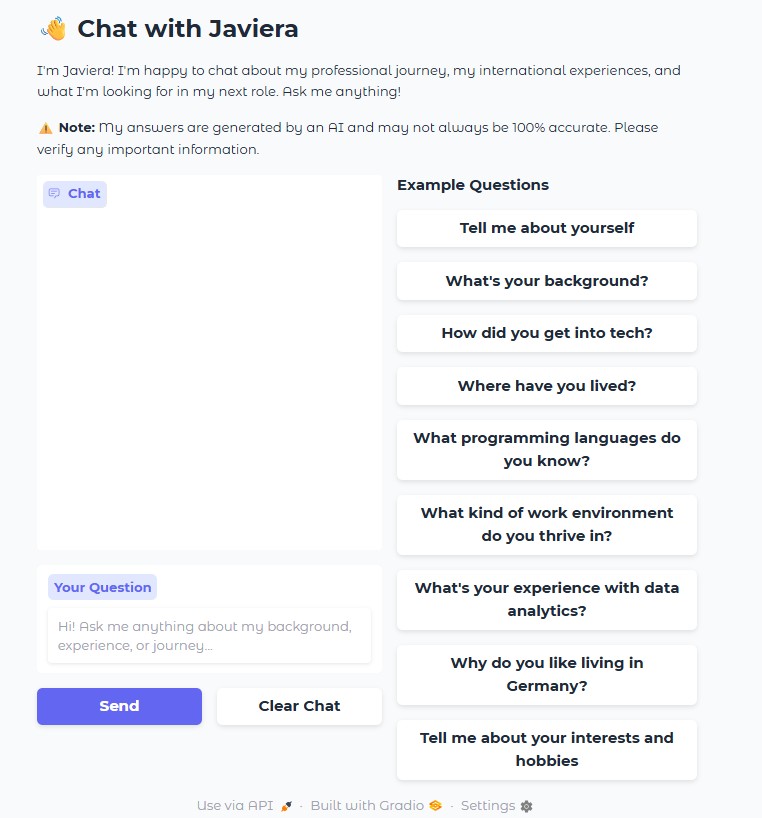 👋 Chat with Javiera
I'm Javiera! I'm happy to chat about my professional journey, my international experiences, and
what I'm looking for in my next role. Ask me anything!
⚠️ Note: My answers are generated by an AI and may not always be 100% accurate. Please
verify any important information.
Chat
Your Question
Hi! Ask me anything about my background,
experience, or journey...
Send
Clear Chat
Example Questions
Tell me about yourself
What's your background?
How did you get into tech?
Where have you lived?
What programming languages do
you know?
What kind of work environment
do you thrive in?
What's your experience with data
analytics?
Why do you like living in
Germany?
Tell me about your interests and
hobbies
Use via API 🚀 · Built with Gradio · Settings ⚙️